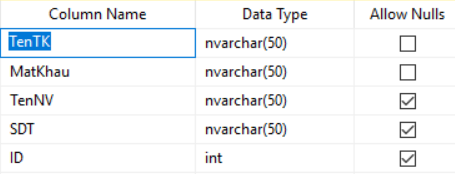 Column Name Data Type Allow Nulls
TenTK nvarchar(50)
MatKhau nvarchar(50)
TenNV nvarchar(50)
SDT nvarchar(50)
ID int